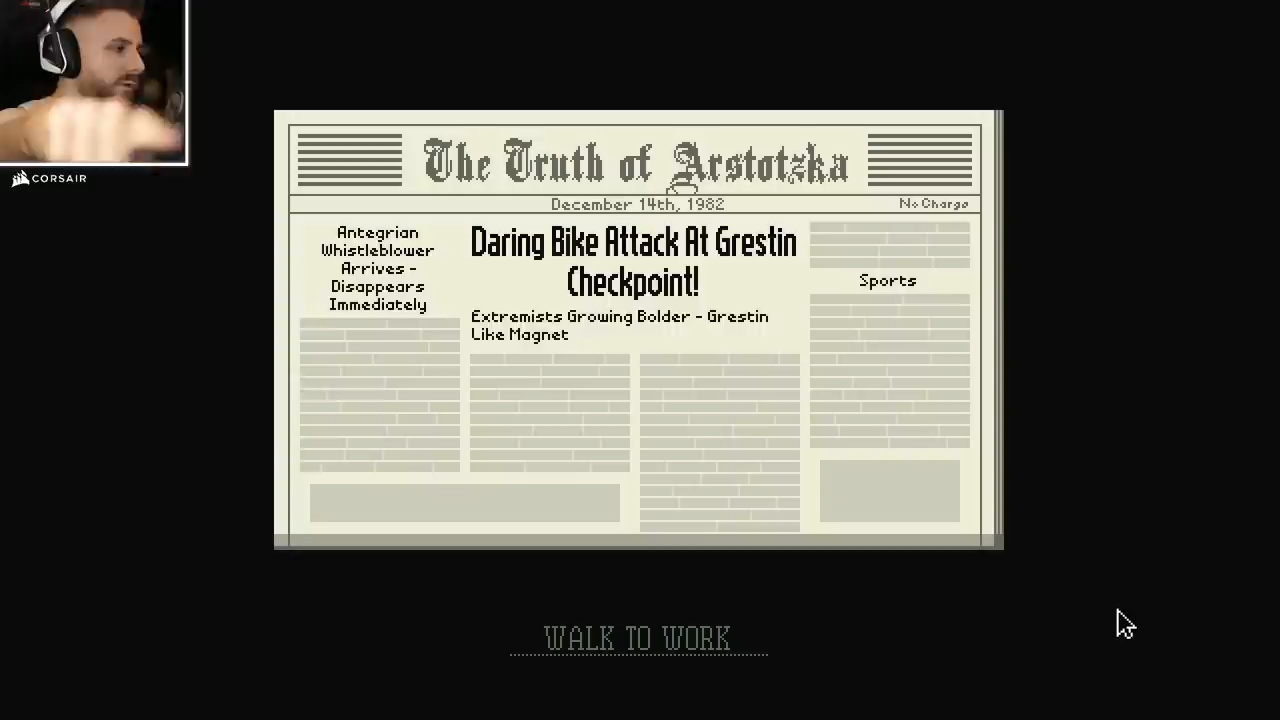 CORSAIR
The Truth of Arstotzka
December 14th, 1982
No Charge
Antegrian
Whistleblower
Arrives -
Disappears
Immediately
Daring Bike Attack At Grestin
Checkpoint!
Extremists Growing Bolder - Grestin
Like Magnet
Sports
WALK TO WORK